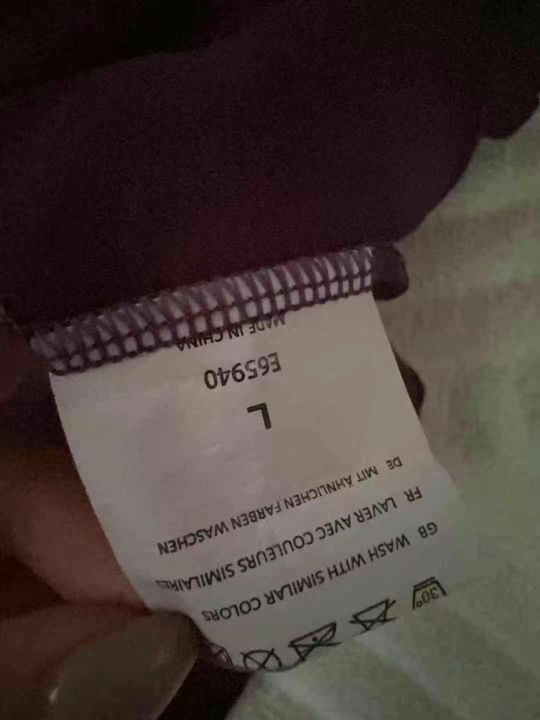 30°
GB WASH WITH SIMILAR COLORS
FR LAVER AVEC COULEURS SIMILAIRES
DE MIT ÄHNLICHEN FARBEN WASCHEN
L
E65940
MADE IN CHINA